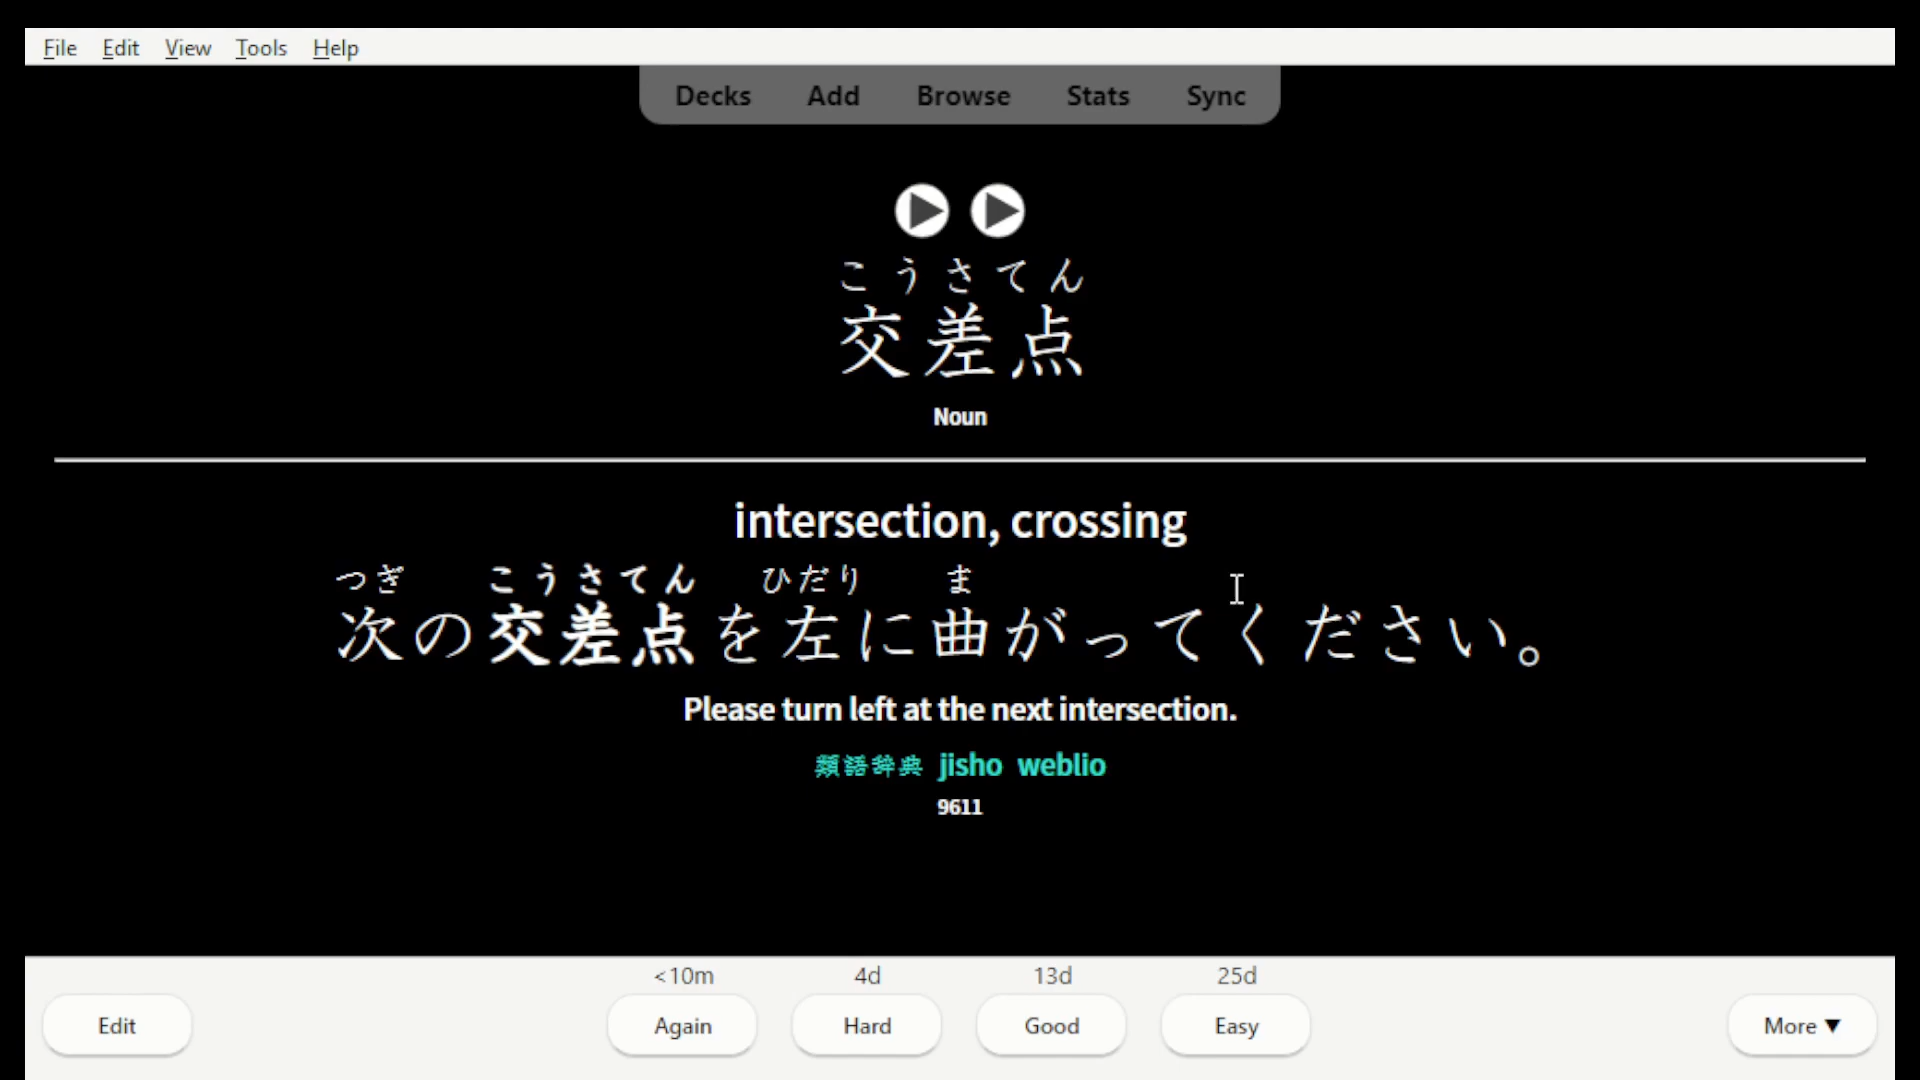 File Edit View Tools Help
Decks Add Browse Stats Sync
こうさてん
交差点
Noun
intersection, crossing
つぎ こうさてん ひだり ま
次の交差点を左に曲がってください。
Please turn left at the next intersection.
類語辞典 jisho weblio
9611
<10m 4d 13d 25d
Edit Again Hard Good Easy More ▼